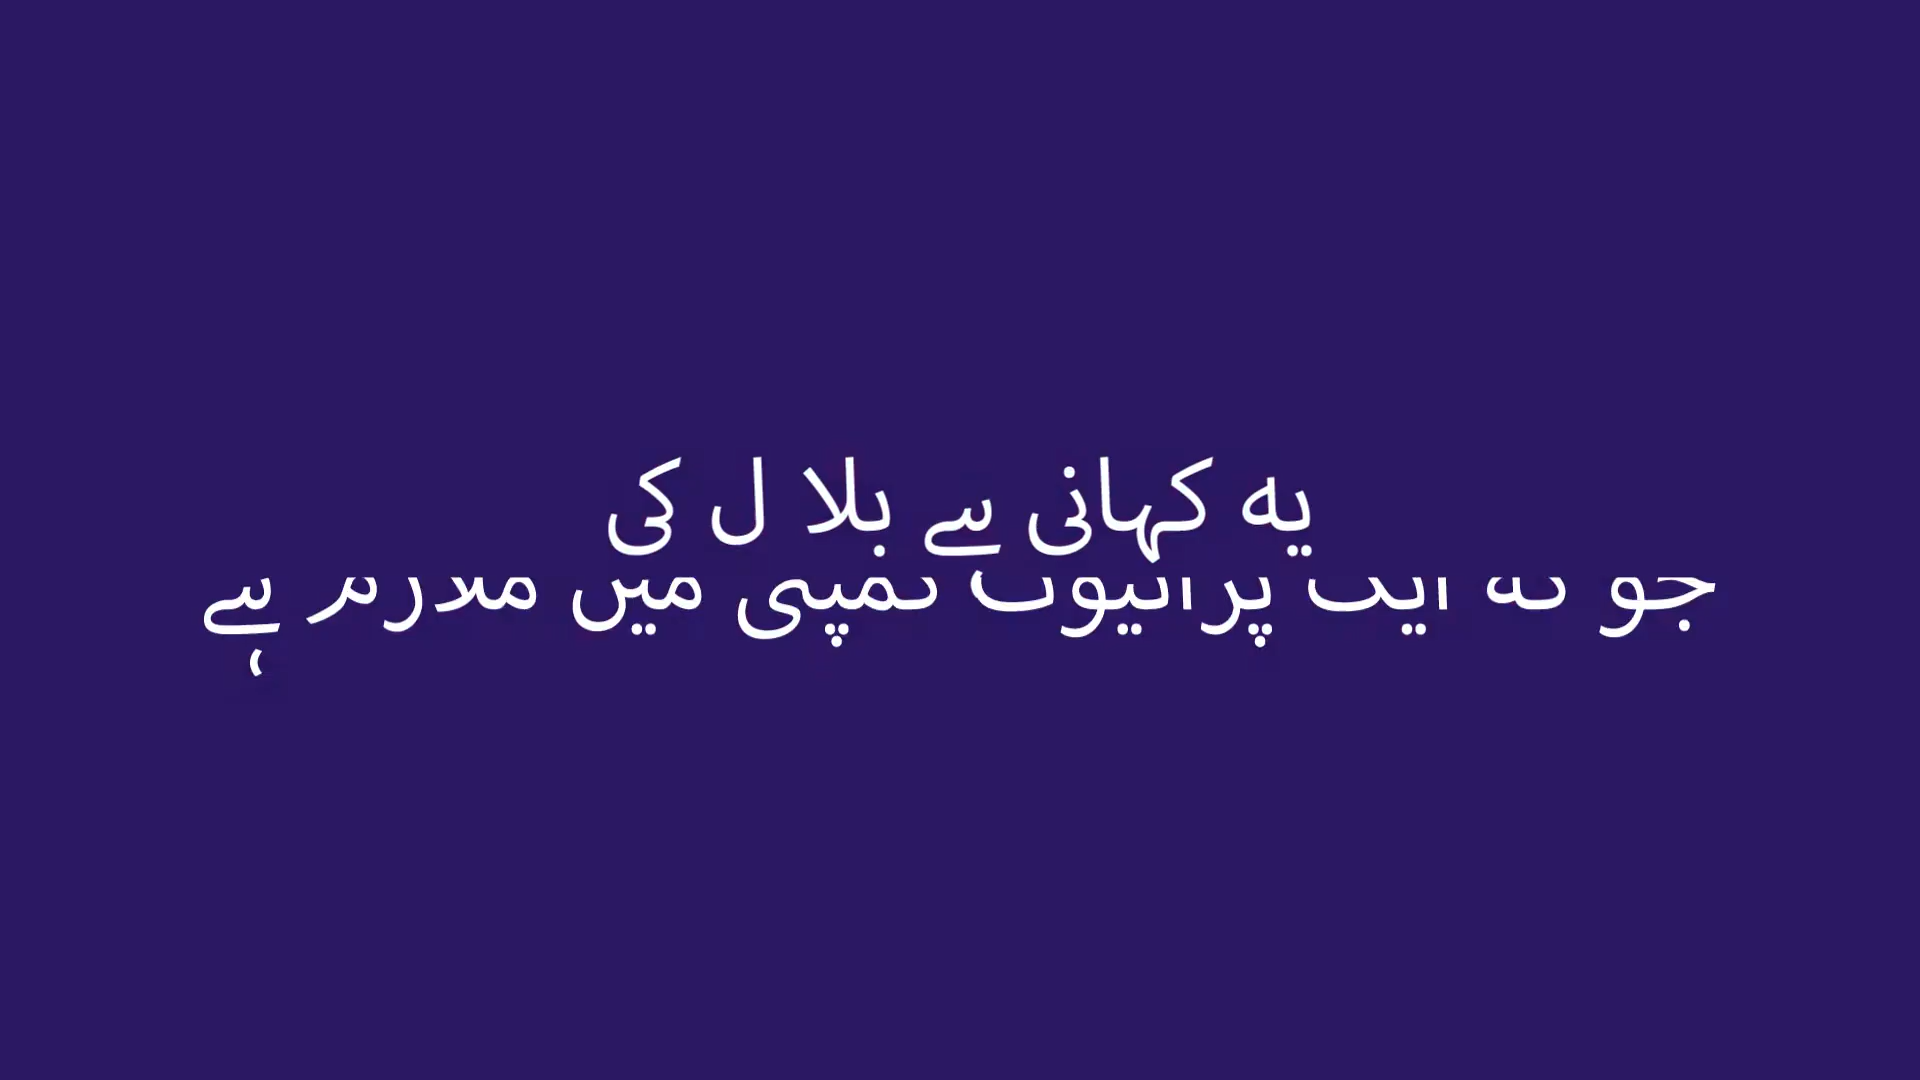 یہ کہانی ہے بلا ل کی
جو کہ ایک پرائیوٹ کمپنی میں ملازم ہے